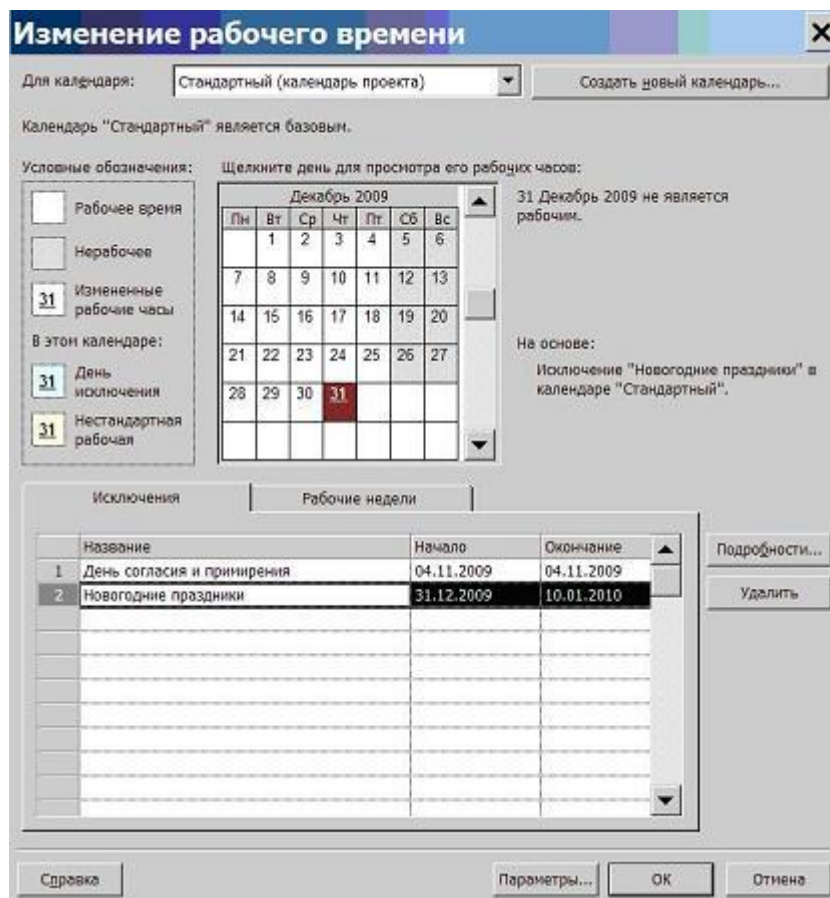 Изменение рабочего времени
Для календаря: Стандартный (календарь проекта) Создать новый календарь...
Календарь "Стандартный" является базовым.
Условные обозначения:
Рабочее время
Нерабочее
31 Измененные
рабочие часы
В этом календаре:
31 День
исключения
31 Нестандартная
рабочая
Щелкните день для просмотра его рабочих часов:
Декабрь 2009
Пн Вт Ср Чт Пт Сб Вс
1 2 3 4 5 6
7 8 9 10 11 12 13
14 15 16 17 18 19 20
21 22 23 24 25 26 27
28 29 30 31
31 Декабрь 2009 не является
рабочим.
На основе:
Исключение "Новогодние праздники" в
календаре "Стандартный".
Исключения Рабочие недели
Название Начало Окончание
1 День согласия и примирения 04.11.2009 04.11.2009
2 Новогодние праздники 31.12.2009 10.01.2010
Подробности...
Удалить
Справка Параметры... ОК Отмена